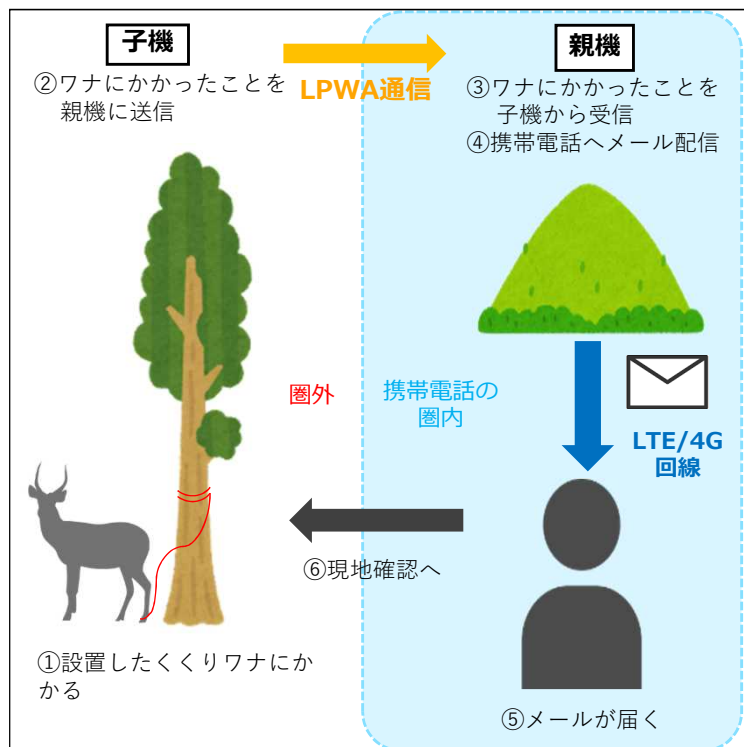 子機
②ワナにかかったことを
親機に送信
LPWA通信
親機
③ワナにかかったことを
子機から受信
④携帯電話へメール配信
圏外
携帯電話の
圏内
LTE/4G
回線
⑥現地確認へ
①設置したくくりワナにか
かる
⑤メールが届く